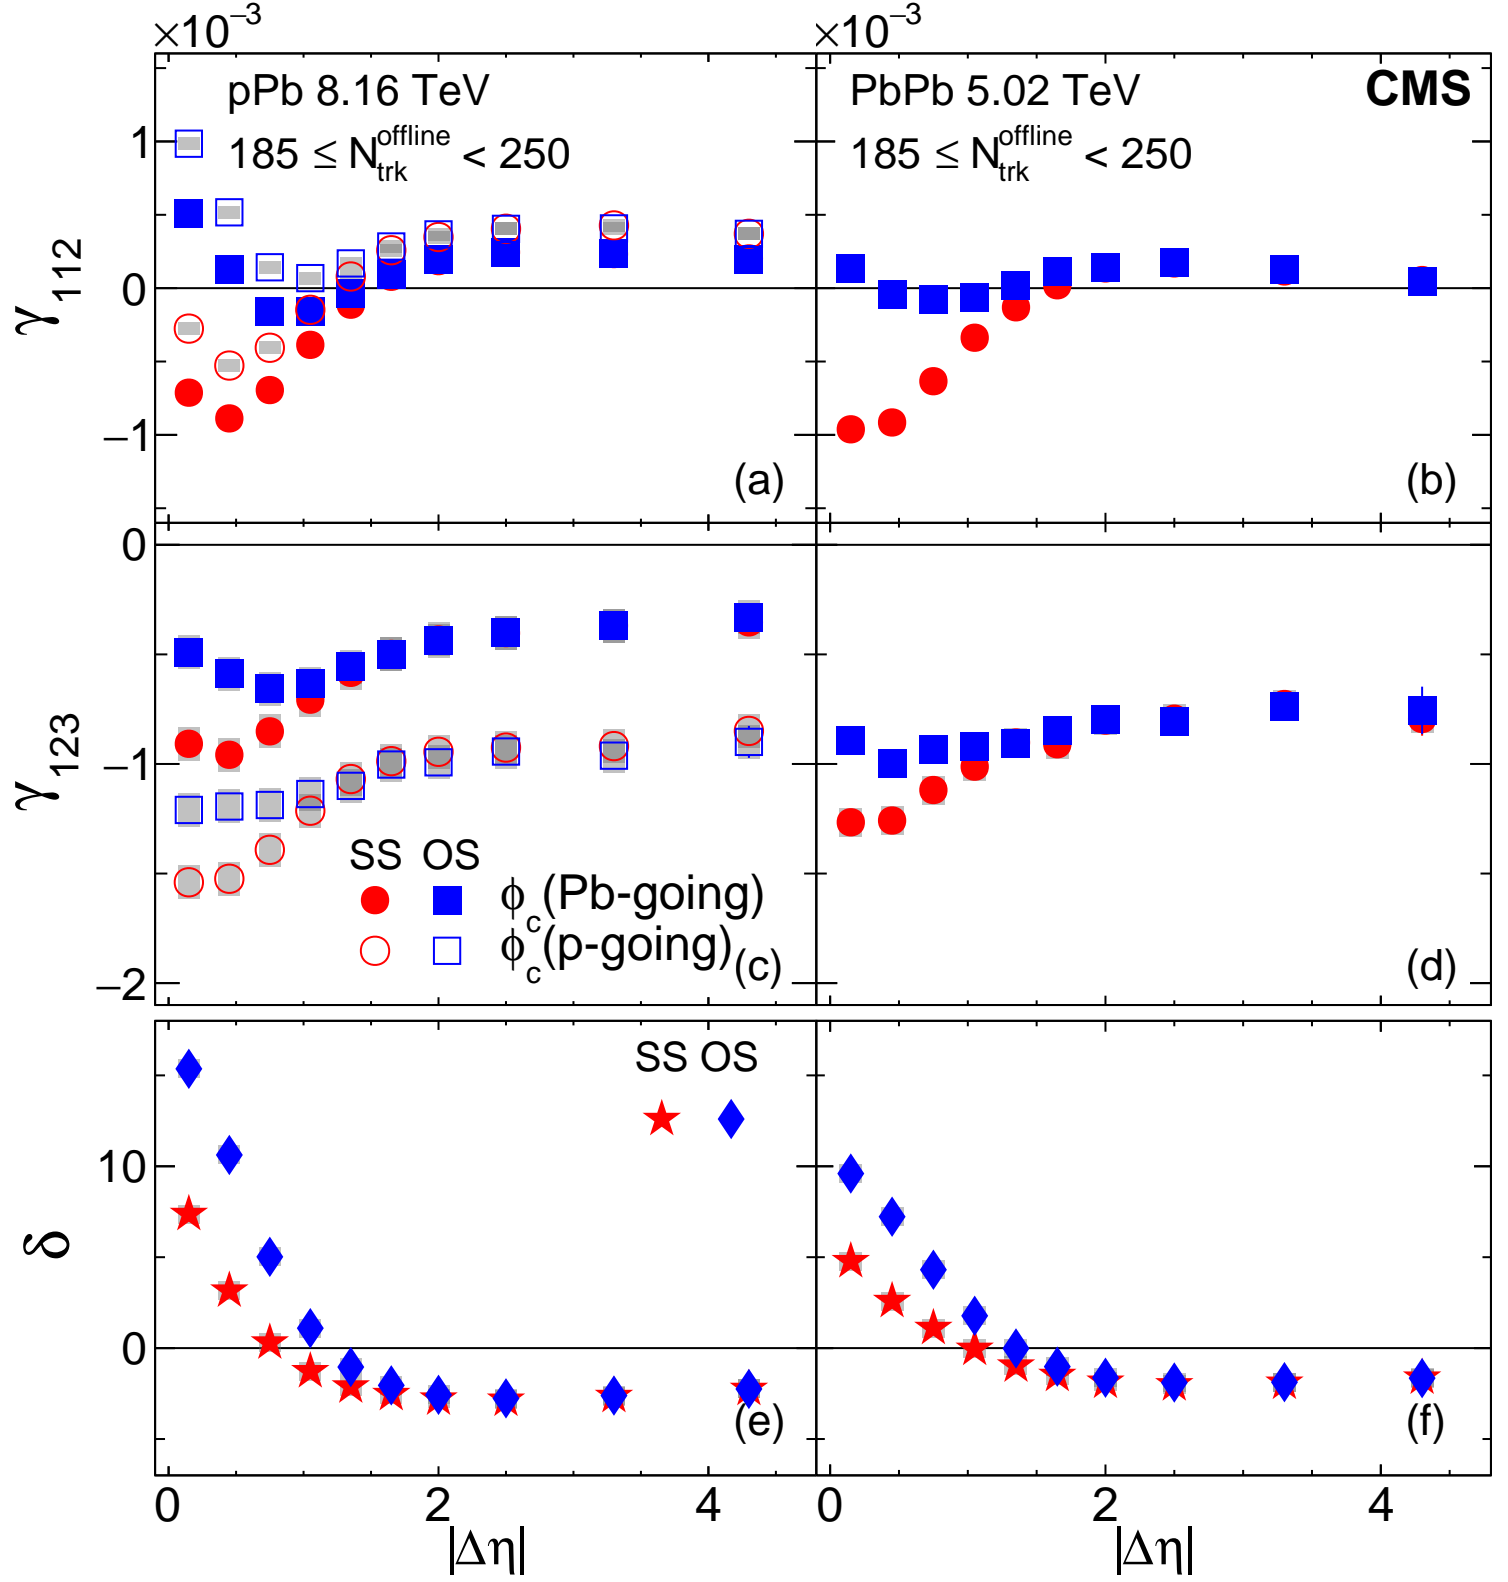 ×10⁻³ ×10⁻³
pPb 8.16 TeV PbPb 5.02 TeV CMS
185 ≤ N_trk^offline < 250 185 ≤ N_trk^offline < 250
1
0
−1
γ₁₁₂
(a) (b)
0
−1
−2
γ₁₂₃
SS OS
ϕ_c(Pb-going)
ϕ_c(p-going)
(c) (d)
SS OS
10
0
δ
(e) (f)
0 2 4 0 2 4
|Δη| |Δη|